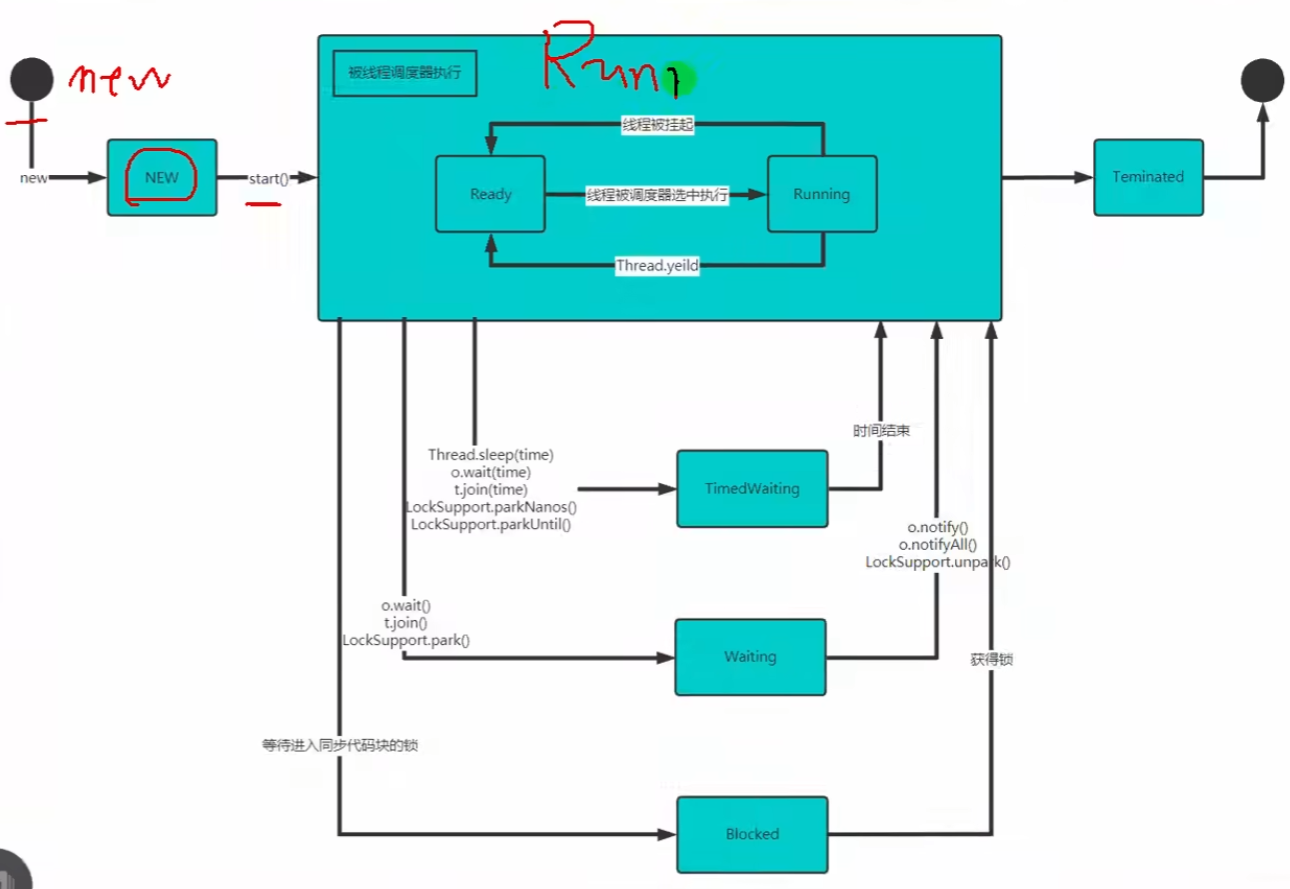 new
Run
被线程调度器执行
线程被挂起
new
NEW
start()
Ready
线程被调度器选中执行
Running
Teminated
Thread.yeild
Thread.sleep(time)
o.wait(time)
t.join(time)
LockSupport.parkNanos()
LockSupport.parkUntil()
TimedWaiting
时间结束
o.notify()
o.notifyAll()
LockSupport.unpark()
o.wait()
t.join()
LockSupport.park()
Waiting
获得锁
等待进入同步代码块的锁
Blocked